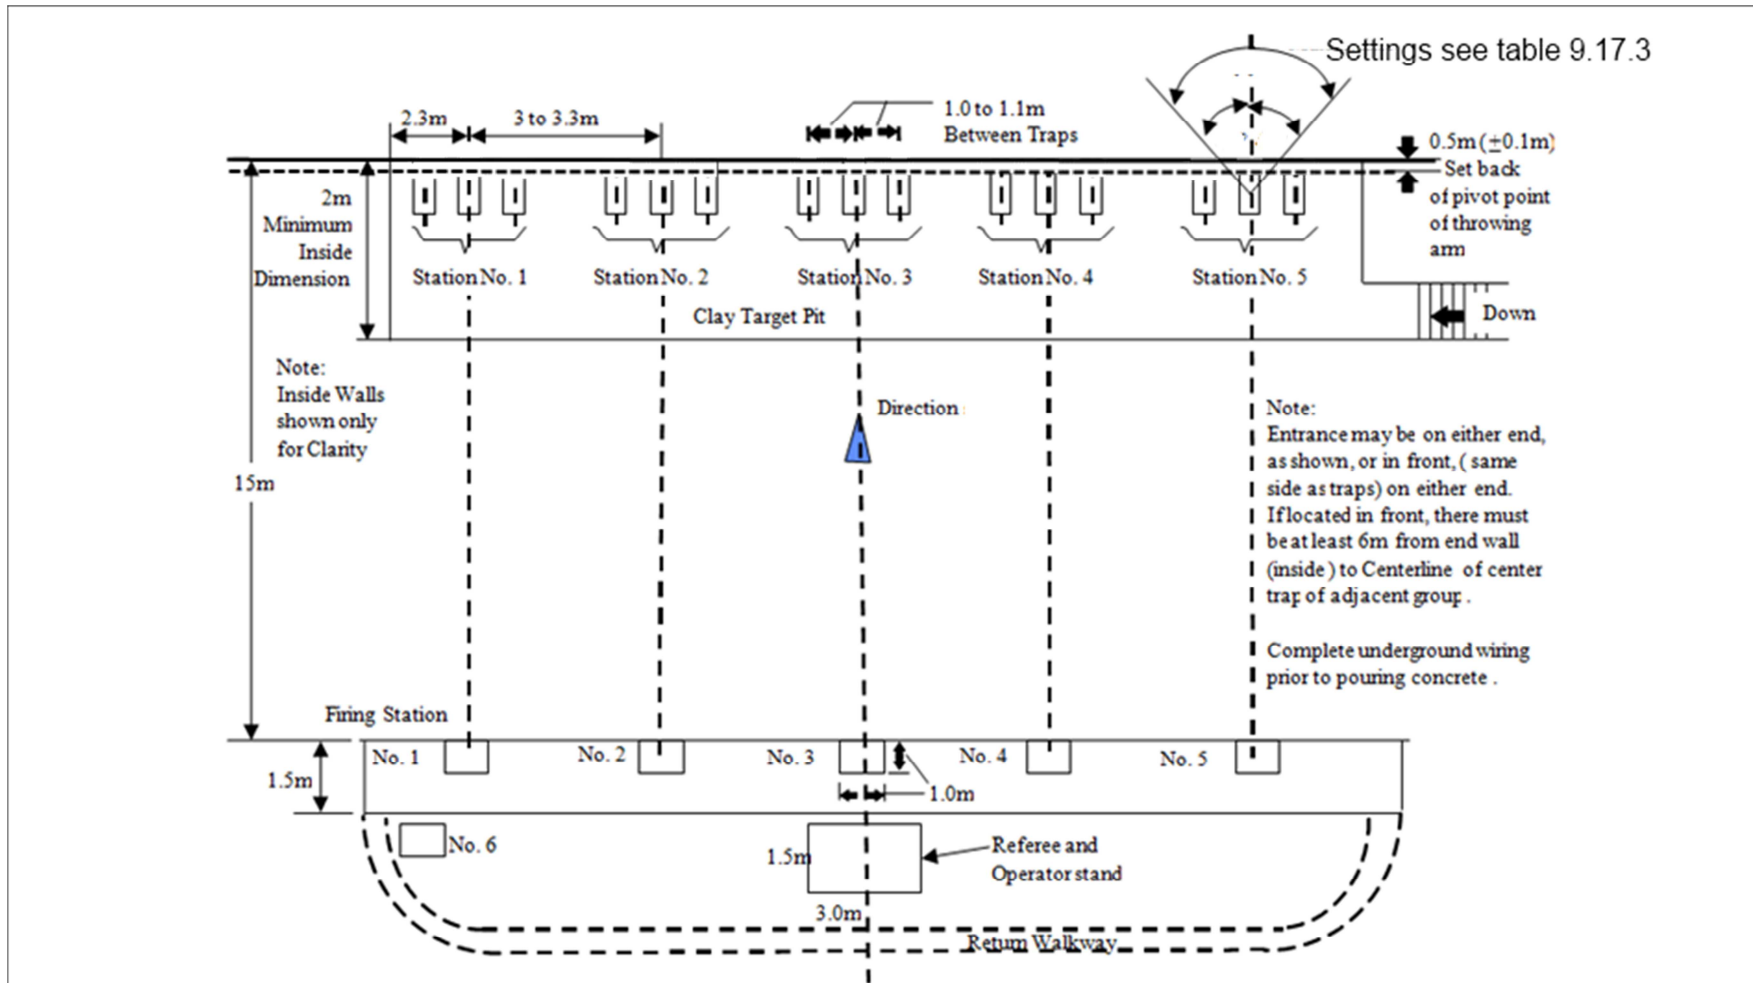 Settings see table 9.17.3
2.3m
3 to 3.3m
1.0 to 1.1m
Between Traps
0.5m (±0.1m)
Set back
of pivot point
of throwing
arm
2m
Minimum
Inside
Dimension
Station No. 1
Station No. 2
Station No. 3
Station No. 4
Station No. 5
Clay Target Pit
Down
Note:
Inside Walls
shown only
for Clarity
Direction
Note:
Entrance may be on either end,
as shown, or in front, ( same
side as traps) on either end.
If located in front, there must
be at least 6m from end wall
(inside ) to Centerline of center
trap of adjacent group .
15m
Complete underground wiring
prior to pouring concrete .
Firing Station
No. 1
No. 2
No. 3
No. 4
No. 5
1.5m
1.0m
No. 6
1.5m
Referee and
Operator stand
3.0m
Return Walkway